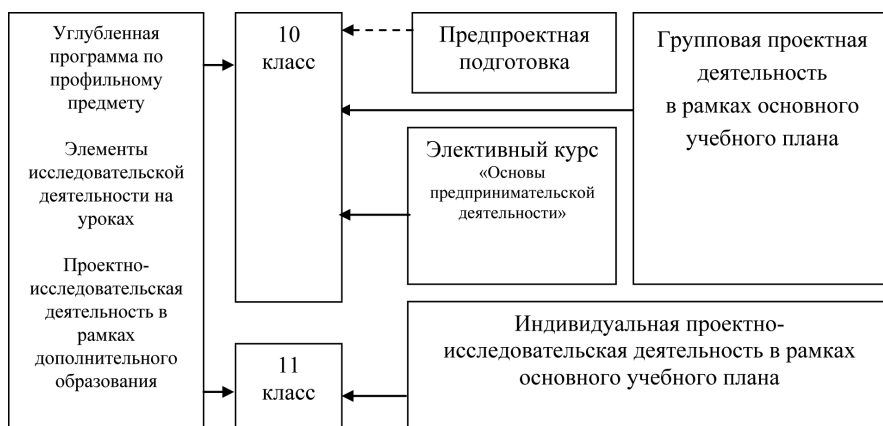 Углубленная
программа по
профильному
предмету
Элементы
исследовательской
деятельности на
уроках
Проектно-
исследовательская
деятельность в
рамках
дополнительного
образования
10
класс
Предпроектная
подготовка
Групповая проектная
деятельность
в рамках основного
учебного плана
Элективный курс
«Основы
предпринимательской
деятельности»
11
класс
Индивидуальная проектно-
исследовательская деятельность в рамках
основного учебного плана